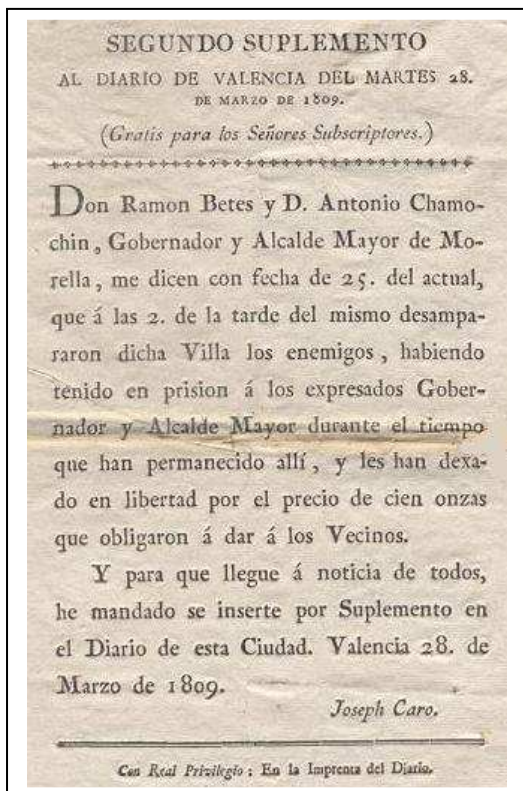 SEGUNDO SUPLEMENTO
AL DIARIO DE VALENCIA DEL MARTES 28.
DE MARZO DE 1809.
(Gratis para los Señores Subscriptores.)
Don Ramon Betes y D. Antonio Chamo-
chin, Gobernador y Alcalde Mayor de Mo-
rella, me dicen con fecha de 25. del actual,
que á las 2. de la tarde del mismo desampa-
raron dicha Villa los enemigos, habiendo
tenido en prision á los expresados Gober-
nador y Alcalde Mayor durante el tiempo
que han permanecido allí, y les han dexa-
do en libertad por el precio de cien onzas
que obligaron á dar á los Vecinos.
Y para que llegue á noticia de todos,
he mandado se inserte por Suplemento en
el Diario de esta Ciudad. Valencia 28. de
Marzo de 1809.
Joseph Caro.
Con Real Privilegio: En la Imprenta del Diario.